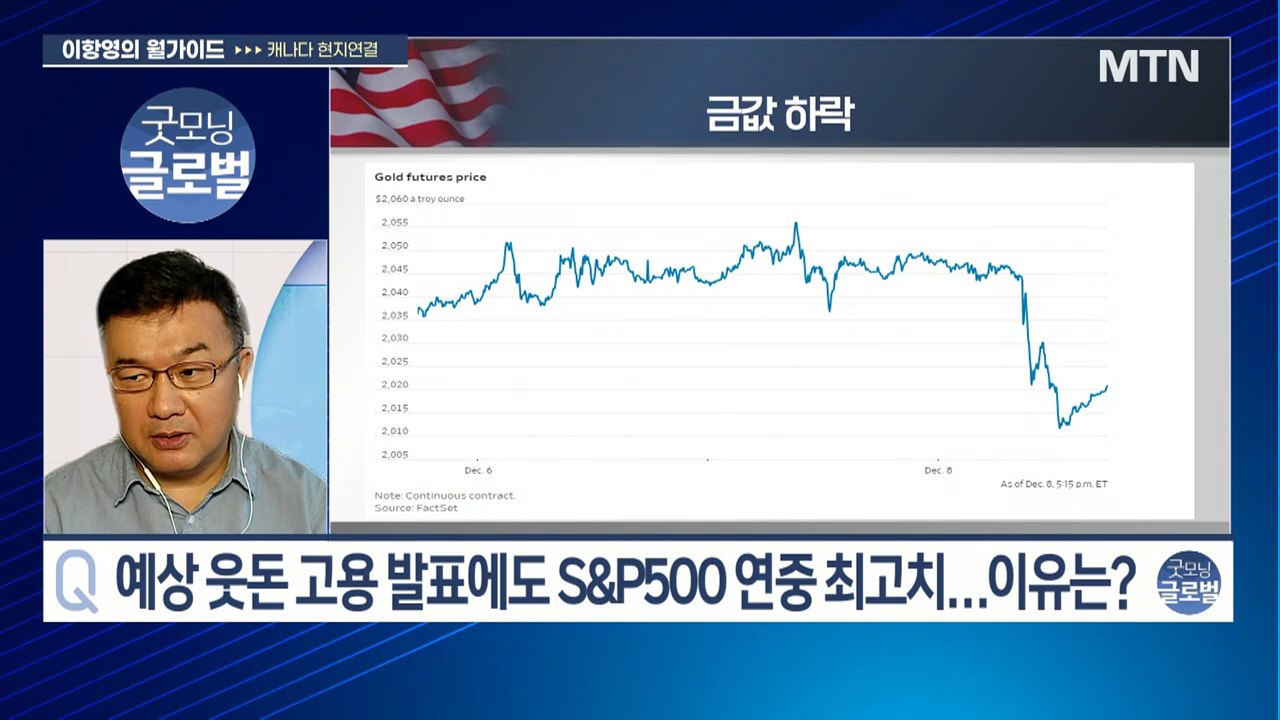 이항영의 월가이드 ▸▸▸ 캐나다 현지연결
MTN
굿모닝
글로벌
금값 하락
Gold futures price
$2,060 a troy ounce
2,055
2,050
2,045
2,040
2,035
2,030
2,025
2,020
2,015
2,010
2,005
Dec. 6
Dec. 8
As of Dec. 8, 5:15 p.m. ET
Note: Continuous contract.
Source: FactSet
Q 예상 웃돈 고용 발표에도 S&P500 연중 최고치...이유는?
굿모닝
글로벌